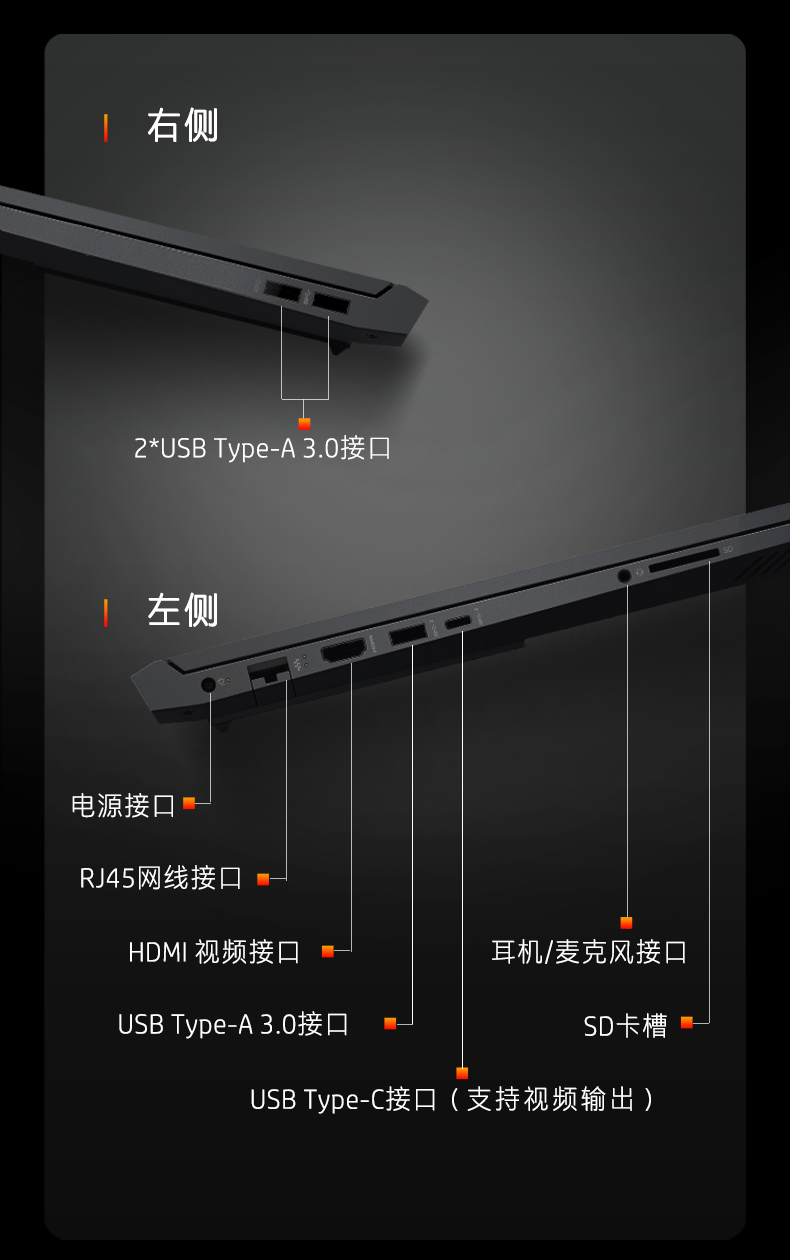 右侧
2*USB Type-A 3.0接口
左侧
电源接口
RJ45网线接口
HDMI 视频接口
耳机/麦克风接口
USB Type-A 3.0接口
SD卡槽
USB Type-C接口（支持视频输出）
SD